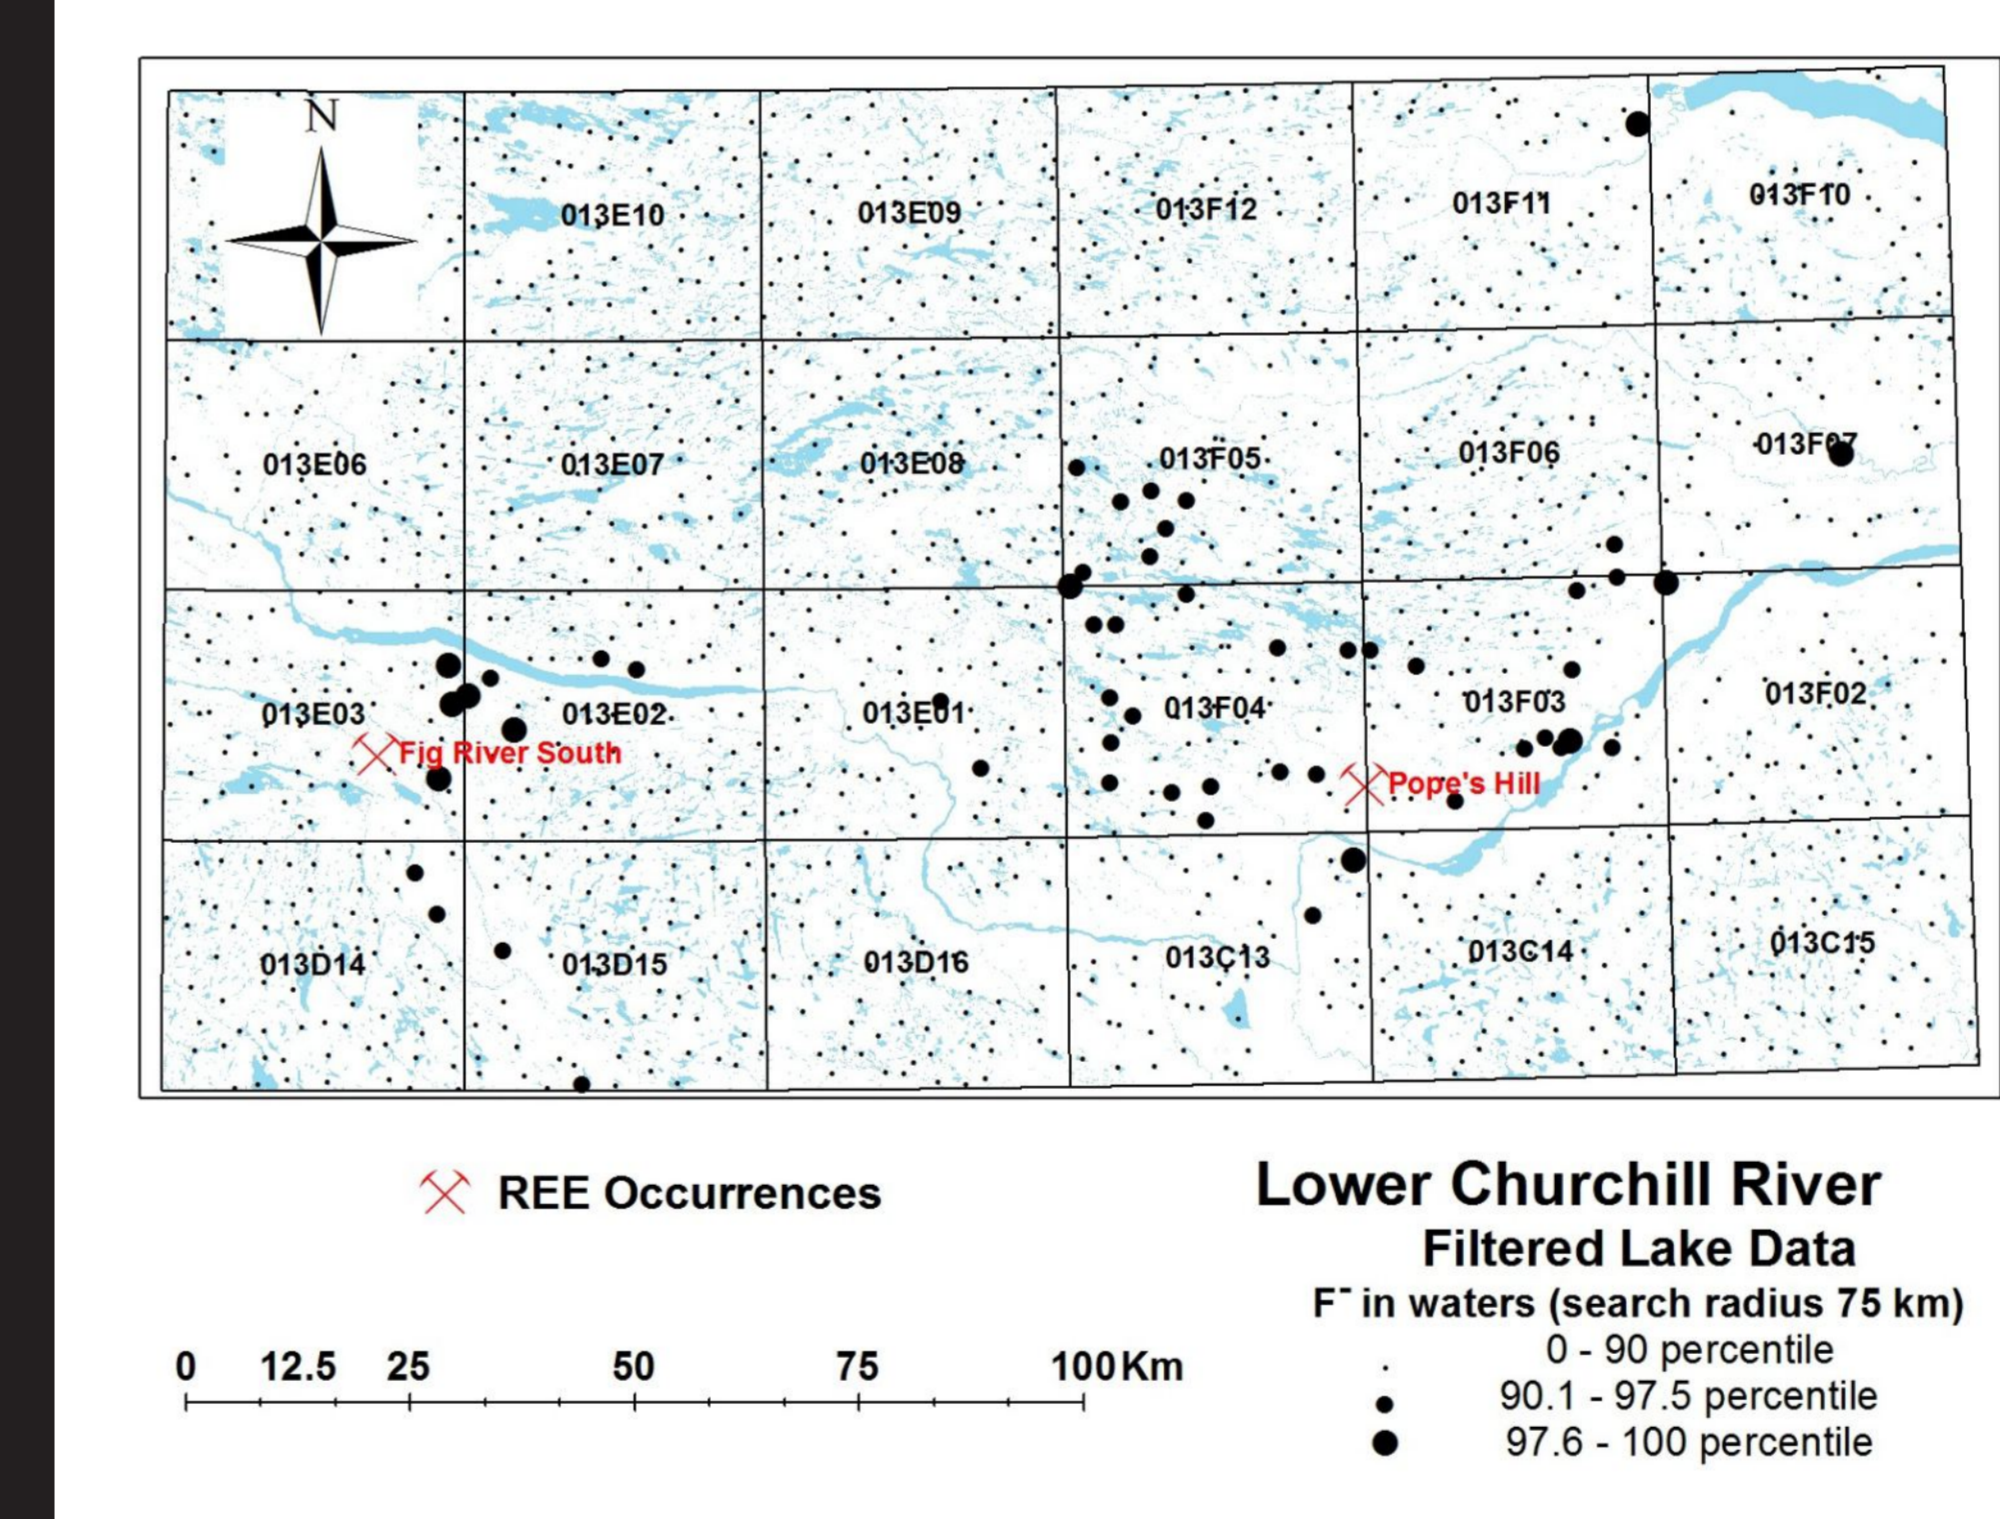 N
013E10
013E09
013F12
013F11
013F10
013E06
013E07
013E08
013F05
013F06
013F07
013E03
013E02
013E01
013F04
013F03
013F02
Fig River South
Pope's Hill
013D14
013D15
013D16
013C13
013C14
013C15
REE Occurrences
Lower Churchill River
Filtered Lake Data
F⁻ in waters (search radius 75 km)
0 - 90 percentile
90.1 - 97.5 percentile
97.6 - 100 percentile
0 12.5 25 50 75 100 Km